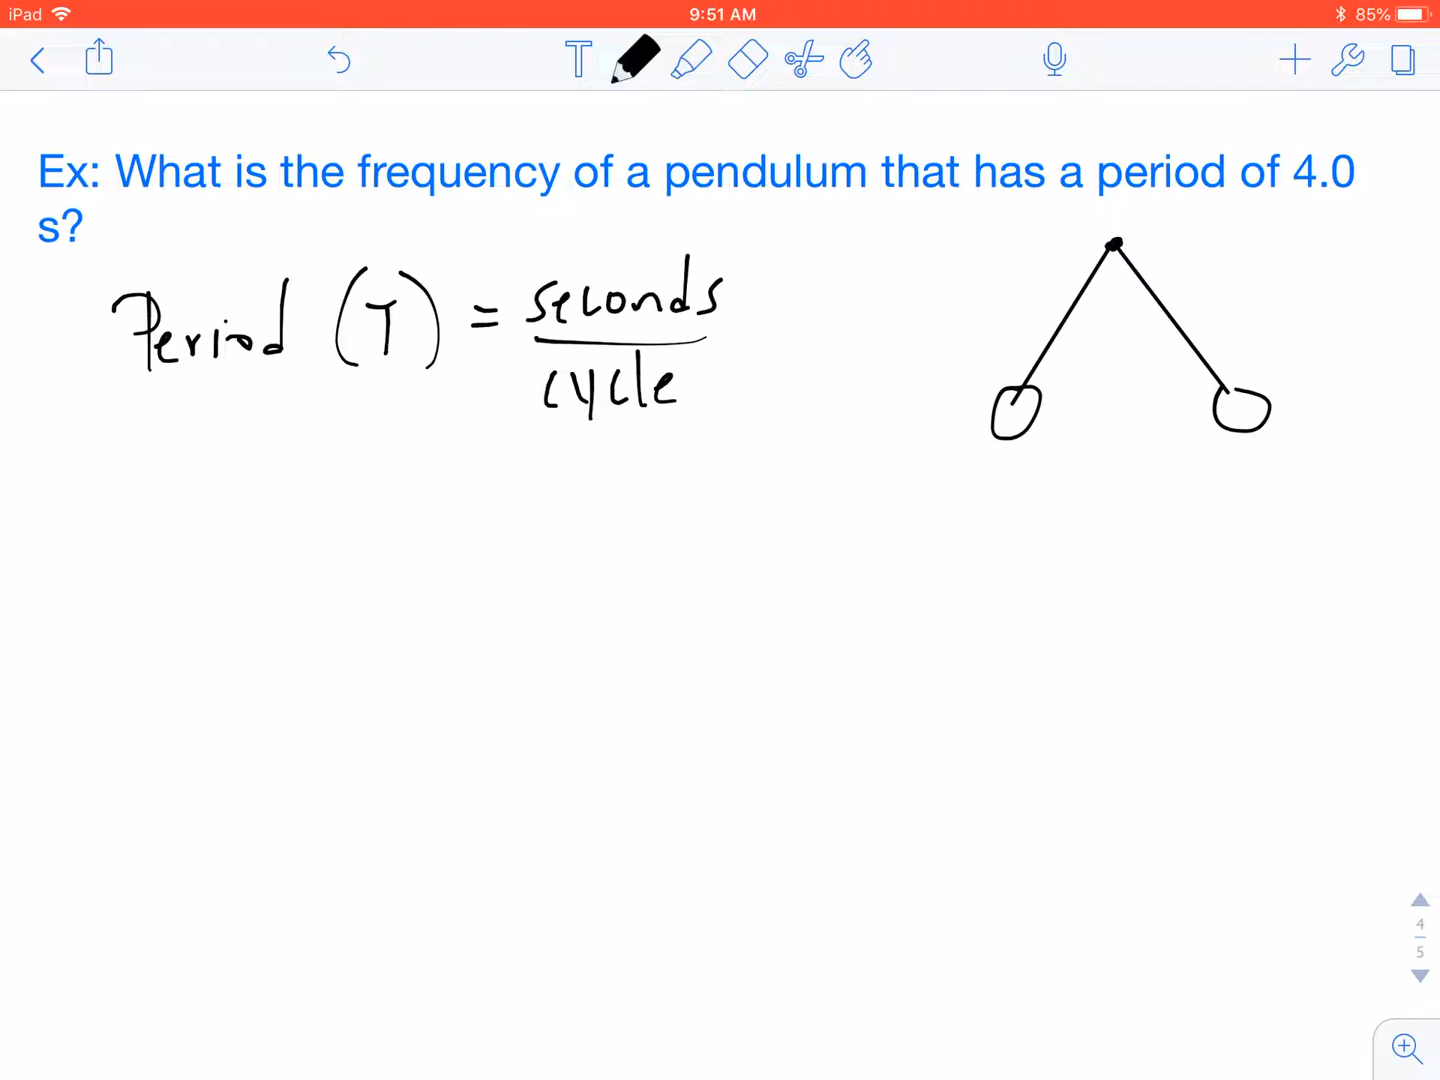 iPad 9:51 AM 85%
T
Ex: What is the frequency of a pendulum that has a period of 4.0
s?
Period (T) = seconds
cycle
4
5